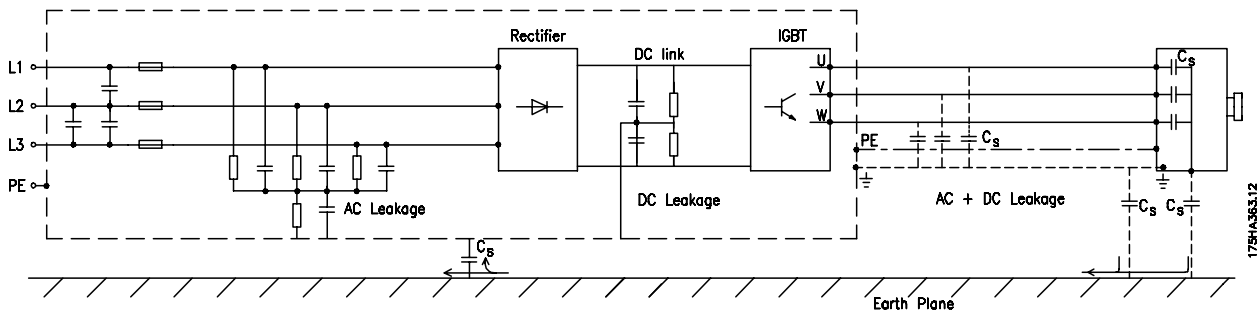 Rectifier
IGBT
DC link
L1
L2
L3
PE
U
V
W
PE
AC Leakage
DC Leakage
AC + DC Leakage
Cs
Cs
Cs
Cs
Cs
Earth Plane
175HA363.12